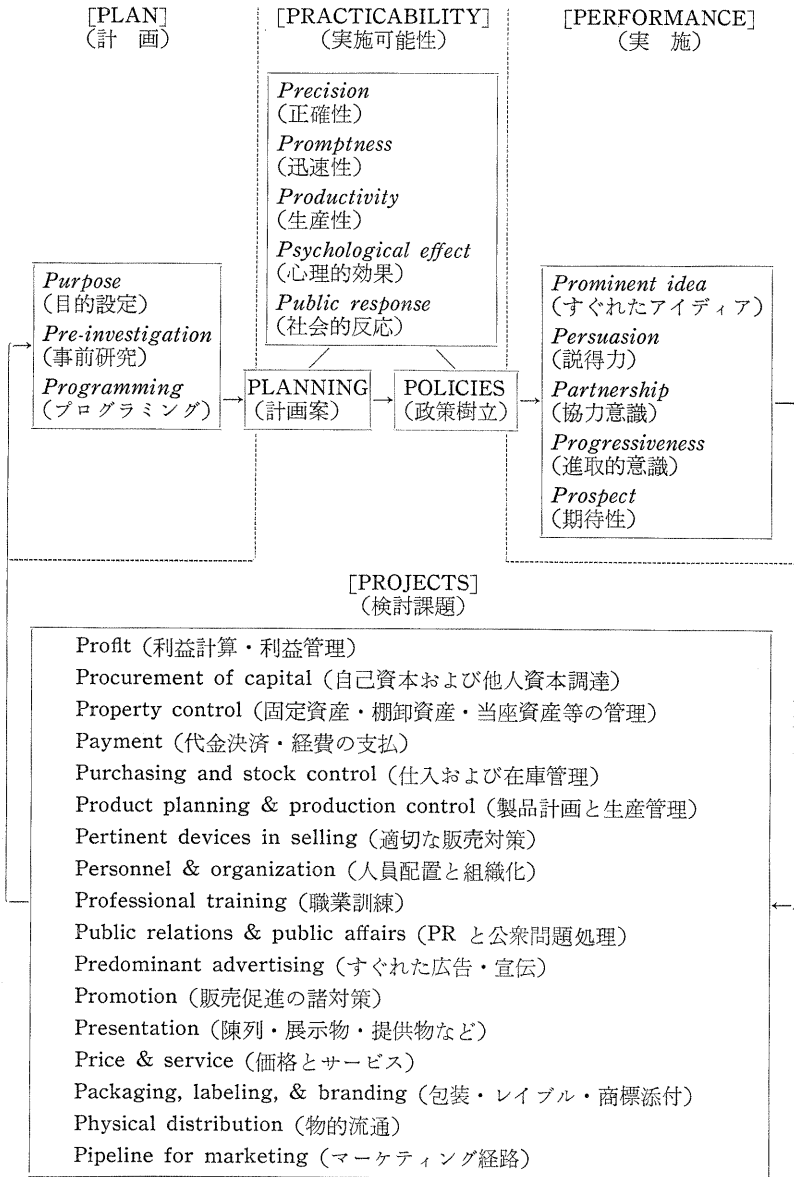 [PLAN]
(計　画)
[PRACTICABILITY]
(実施可能性)
[PERFORMANCE]
(実　施)
Purpose
(目的設定)
Pre-investigation
(事前研究)
Programming
(プログラミング)
Precision
(正確性)
Promptness
(迅速性)
Productivity
(生産性)
Psychological effect
(心理的効果)
Public response
(社会的反応)
→
PLANNING
(計画案)
→
POLICIES
(政策樹立)
→
Prominent idea
(すぐれたアイディア)
Persuasion
(説得力)
Partnership
(協力意識)
Progressiveness
(進取的意識)
Prospect
(期待性)
[PROJECTS]
(検討課題)
Profit (利益計算・利益管理)
Procurement of capital (自己資本および他人資本調達)
Property control (固定資産・棚卸資産・当座資産等の管理)
Payment (代金決済・経費の支払)
Purchasing and stock control (仕入および在庫管理)
Product planning & production control (製品計画と生産管理)
Pertinent devices in selling (適切な販売対策)
Personnel & organization (人員配置と組織化)
Professional training (職業訓練)
Public relations & public affairs (PR と公衆問題処理)
Predominant advertising (すぐれた広告・宣伝)
Promotion (販売促進の諸対策)
Presentation (陳列・展示物・提供物など)
Price & service (価格とサービス)
Packaging, labeling, & branding (包装・レイブル・商標添付)
Physical distribution (物的流通)
Pipeline for marketing (マーケティング経路)